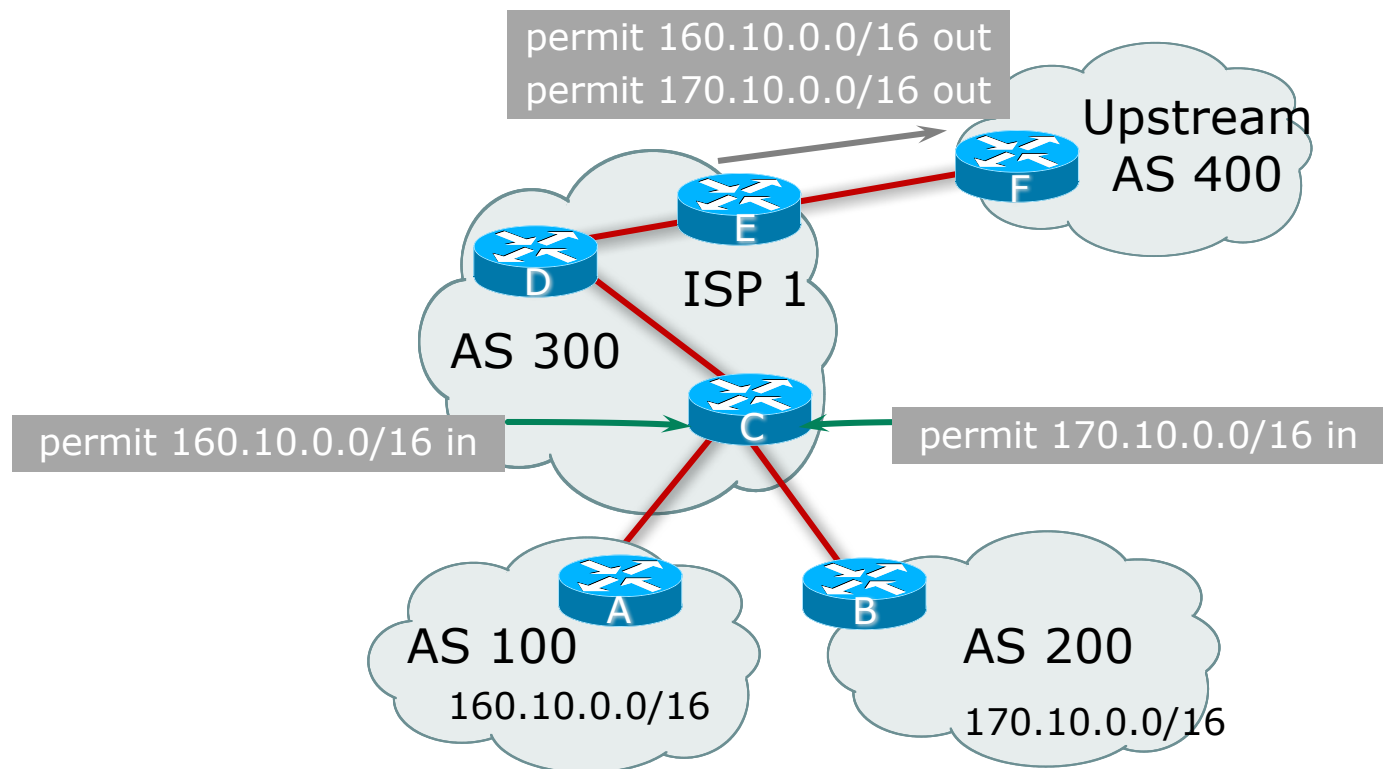 permit 160.10.0.0/16 out
permit 170.10.0.0/16 out
Upstream
AS 400
F
E
D
ISP 1
AS 300
C
permit 160.10.0.0/16 in
permit 170.10.0.0/16 in
A
B
AS 100
160.10.0.0/16
AS 200
170.10.0.0/16